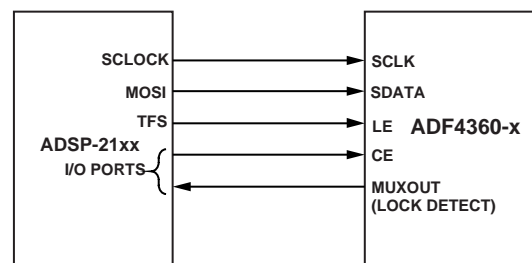 SCLOCK
MOSI
TFS
ADSP-21xx
I/O PORTS
SCLK
SDATA
LE
ADF4360-x
CE
MUXOUT
(LOCK DETECT)